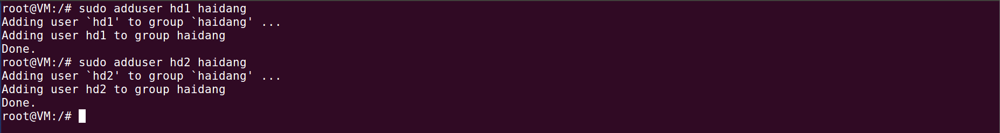 root@VM:/# sudo adduser hd1 haidang
Adding user `hd1' to group `haidang' ...
Adding user hd1 to group haidang
Done.
root@VM:/# sudo adduser hd2 haidang
Adding user `hd2' to group `haidang' ...
Adding user hd2 to group haidang
Done.
root@VM:/#